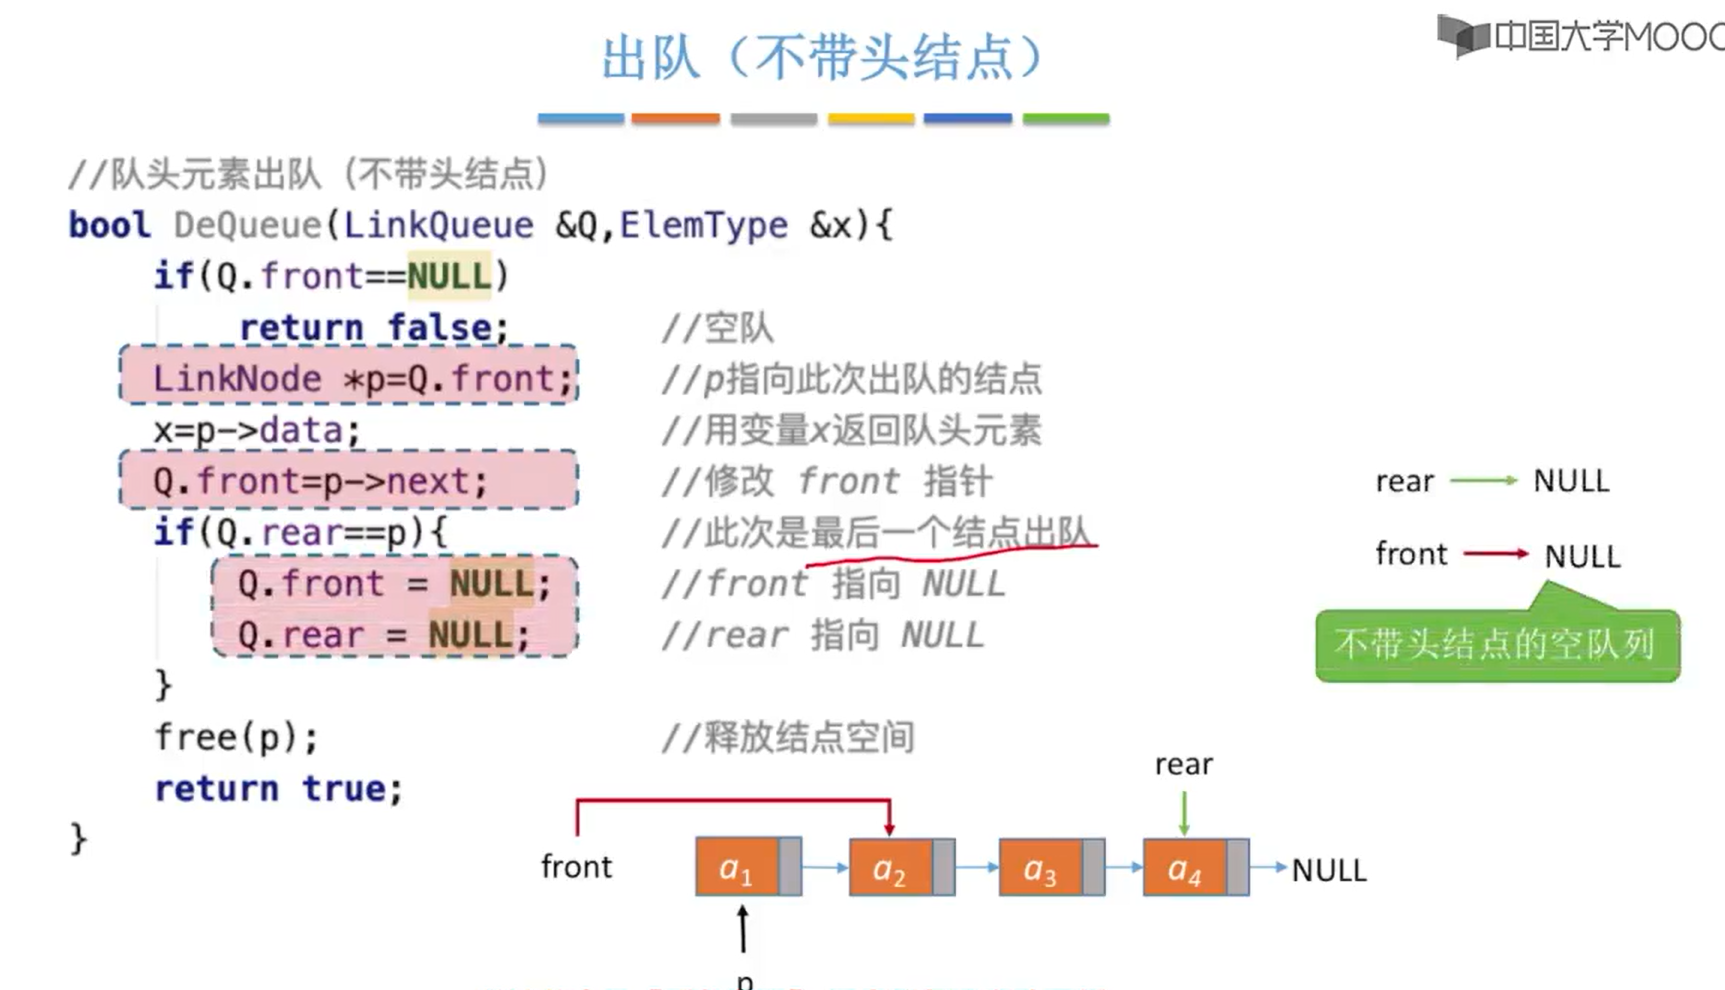 中国大学MOOC
出队（不带头结点）
//队头元素出队（不带头结点）
bool DeQueue(LinkQueue &Q,ElemType &x){
if(Q.front==NULL)
return false; //空队
LinkNode *p=Q.front; //p指向此次出队的结点
x=p->data; //用变量x返回队头元素
Q.front=p->next; //修改 front 指针
if(Q.rear==p){ //此次是最后一个结点出队
Q.front = NULL; //front 指向 NULL
Q.rear = NULL; //rear 指向 NULL
}
free(p); //释放结点空间
return true;
}
rear NULL
front NULL
不带头结点的空队列
rear
front a1 a2 a3 a4 NULL
p